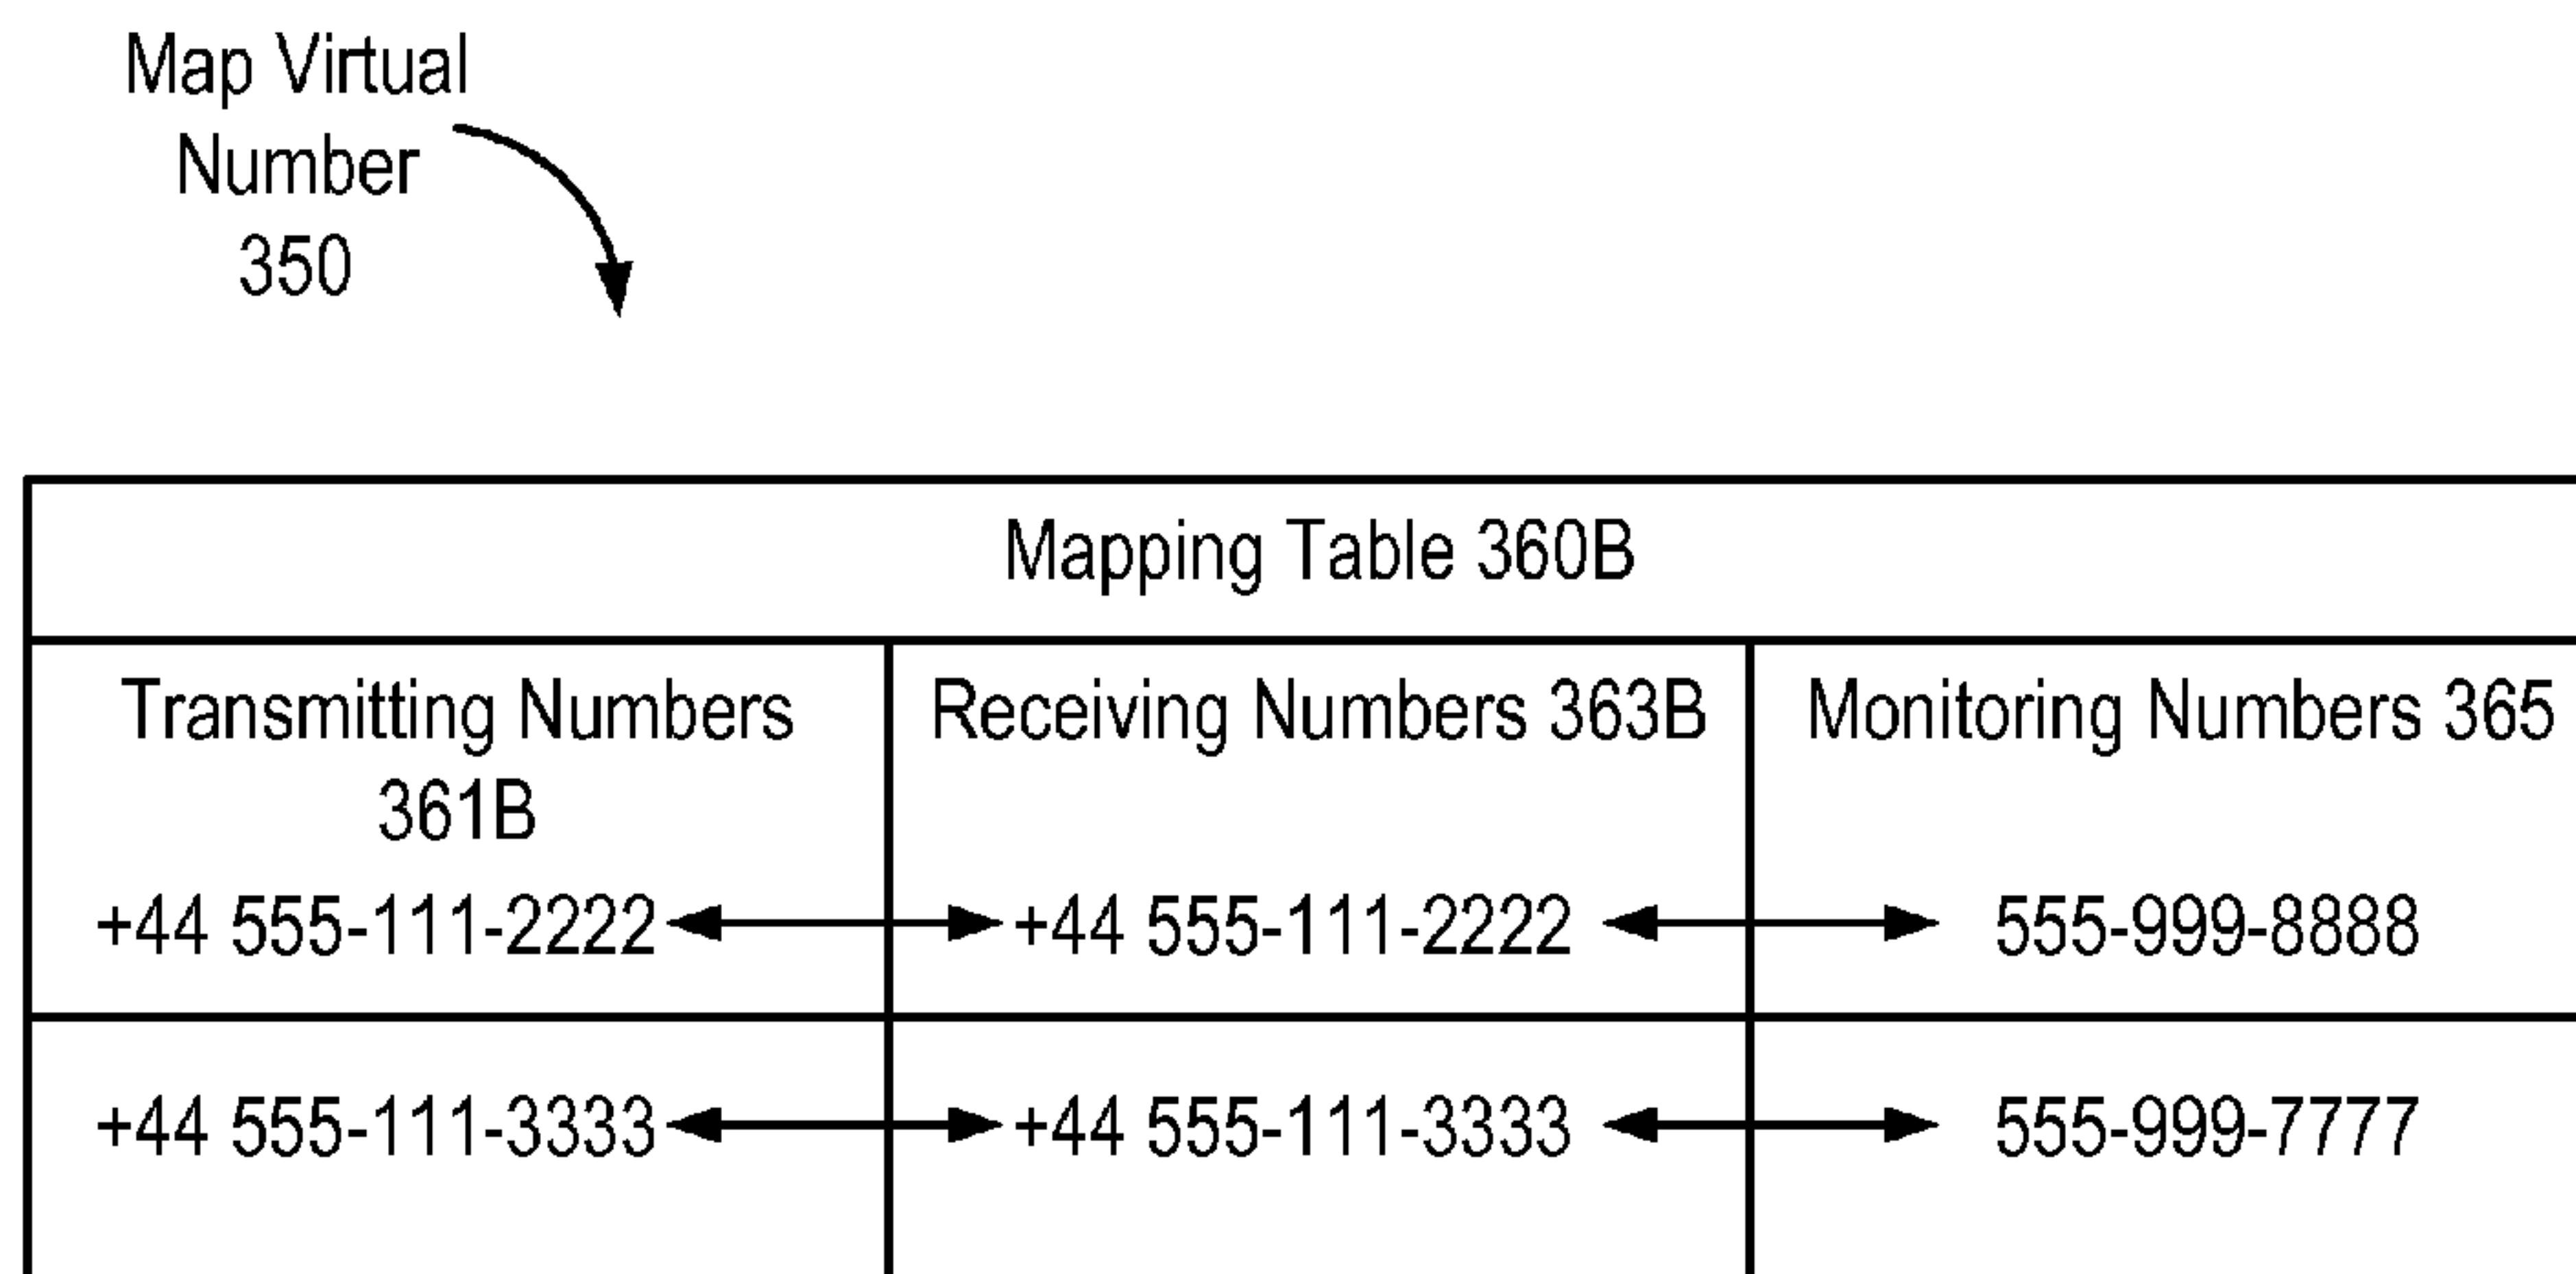 Map Virtual
Number
350
Mapping Table 360B
Transmitting Numbers
361B
Receiving Numbers 363B
Monitoring Numbers 365
+44 555-111-2222
+44 555-111-2222
555-999-8888
+44 555-111-3333
+44 555-111-3333
555-999-7777